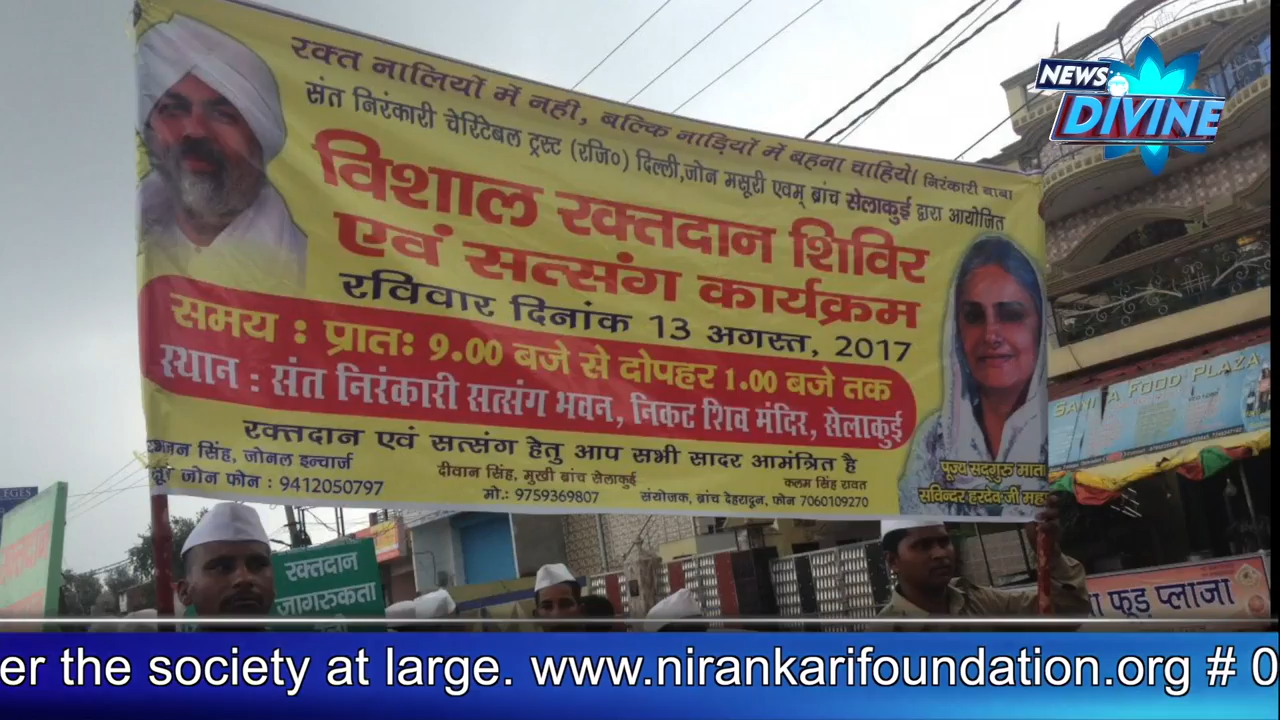 रक्त नालियों में नहीं, बल्कि नाड़ियों में बहना चाहिये। निरंकारी बाबा
संत निरंकारी चेरिटेबल ट्रस्ट (रजि०) दिल्ली,जोन मसूरी एवम् ब्रांच सेलाकुई द्वारा आयोजित
विशाल रक्तदान शिविर
एवं सत्संग कार्यक्रम
रविवार दिनांक 13 अगस्त, 2017
समय : प्रातः 9.00 बजे से दोपहर 1.00 बजे तक
स्थान : संत निरंकारी सत्संग भवन, निकट शिव मंदिर, सेलाकुई
रक्तदान एवं सत्संग हेतु आप सभी सादर आमंत्रित है
सिंह, जोनल इन्चार्ज
जोन फोन : 9412050797
दीवान सिंह, मुखी ब्रांच सेलाकुई
मो.: 9759369807
कलम सिंह रावत
संयोजक, ब्रांच देहरादून, फोन 7060109270
पूज्य सद्गुरु माता
सविन्दर हरदेव जी
NEWS
DIVINE
FOOD PLAZA
फूड प्लाजा
रक्तदान
जागरुकता
er the society at large. www.nirankarifoundation.org # 0